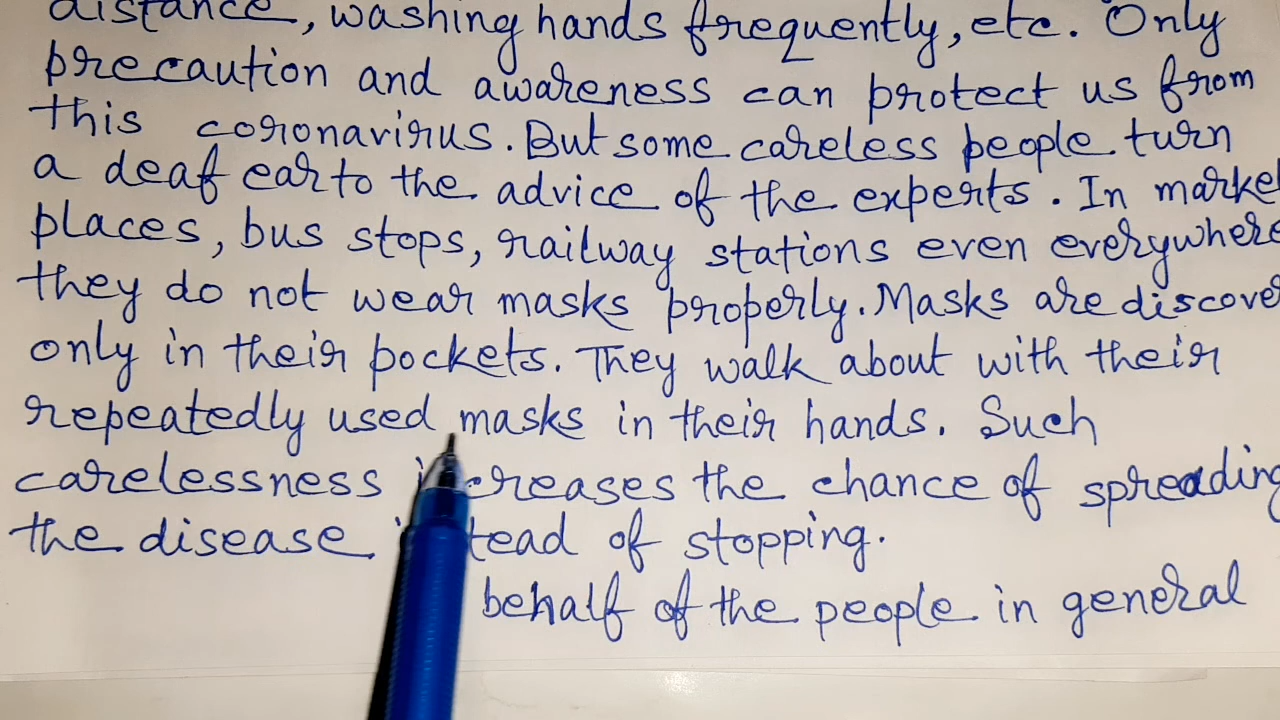 distance, washing hands frequently, etc. Only
precaution and awareness can protect us from
this coronavirus. But some careless people turn
a deaf ear to the advice of the experts. In marke
places, bus stops, railway stations even everywhere
they do not wear masks properly. Masks are discove
only in their pockets. They walk about with their
repeatedly used masks in their hands. Such
carelessness i creases the chance of spreading
the disease i tead of stopping.
behalf of the people in general